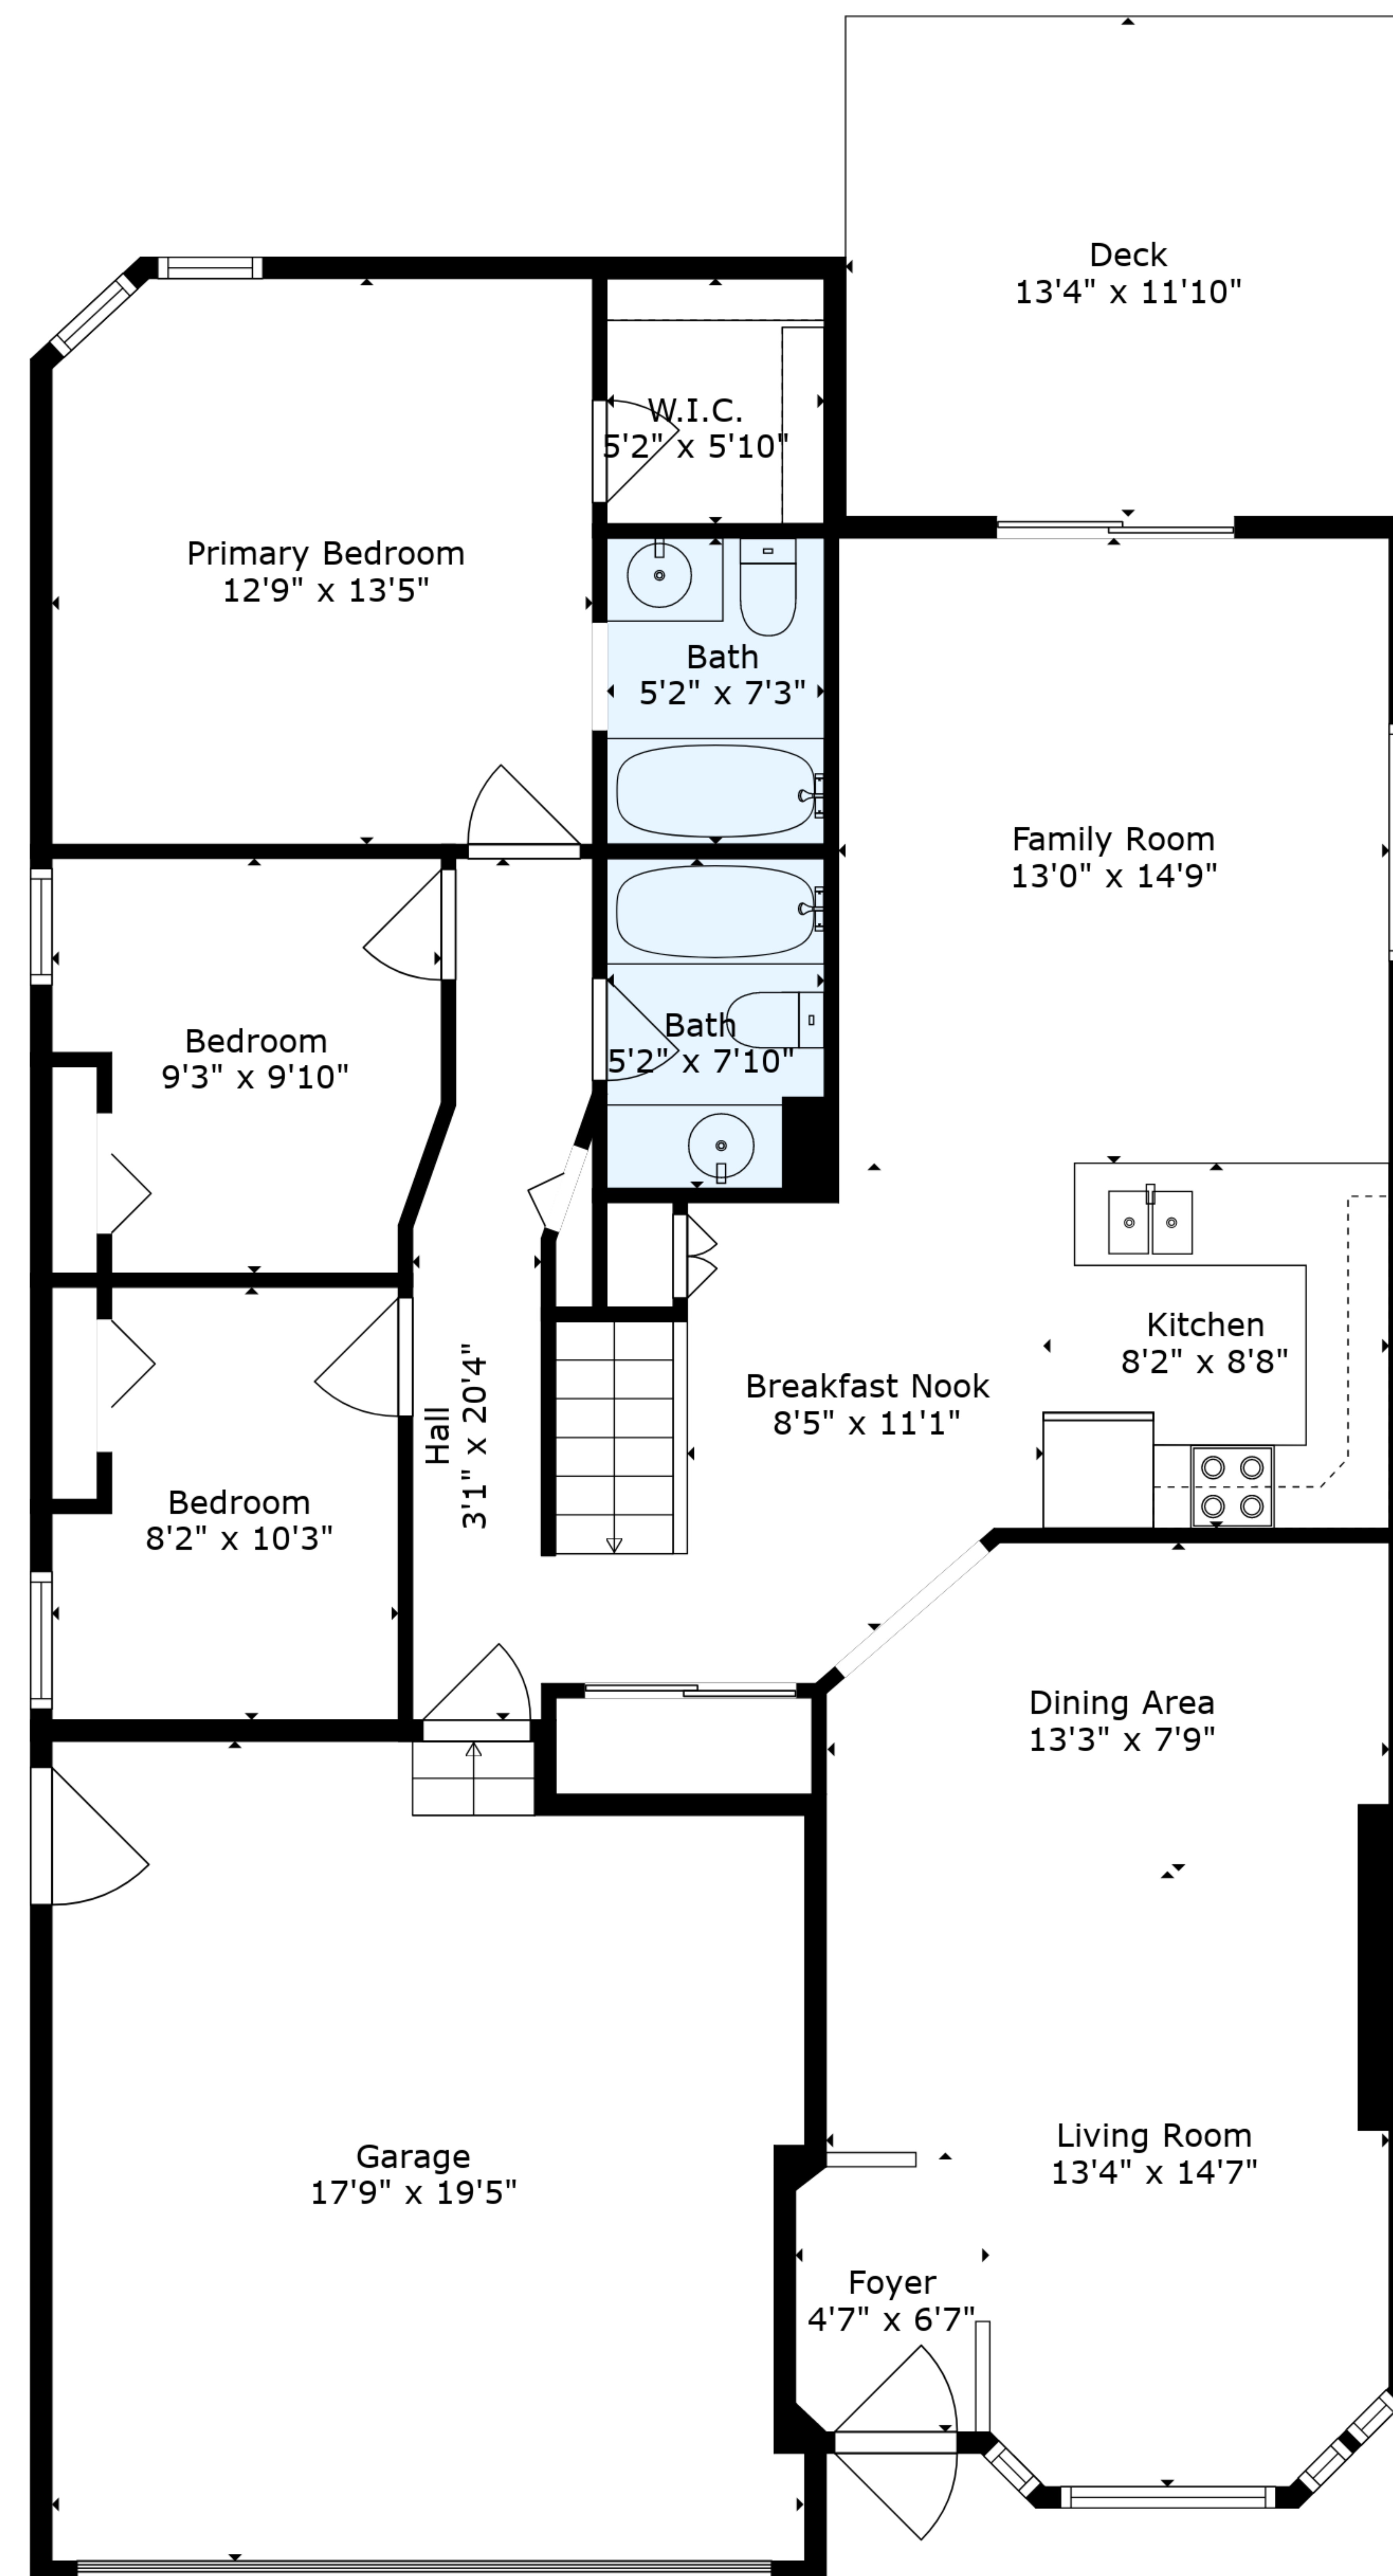 Deck
13'4" x 11'10"
W.I.C.
5'2" x 5'10"
Primary Bedroom
12'9" x 13'5"
Bath
5'2" x 7'3"
Family Room
13'0" x 14'9"
Bath
5'2" x 7'10"
Bedroom
9'3" x 9'10"
Kitchen
8'2" x 8'8"
Breakfast Nook
8'5" x 11'1"
Hall
3'1" x 20'4"
Bedroom
8'2" x 10'3"
Dining Area
13'3" x 7'9"
Living Room
13'4" x 14'7"
Garage
17'9" x 19'5"
Foyer
4'7" x 6'7"